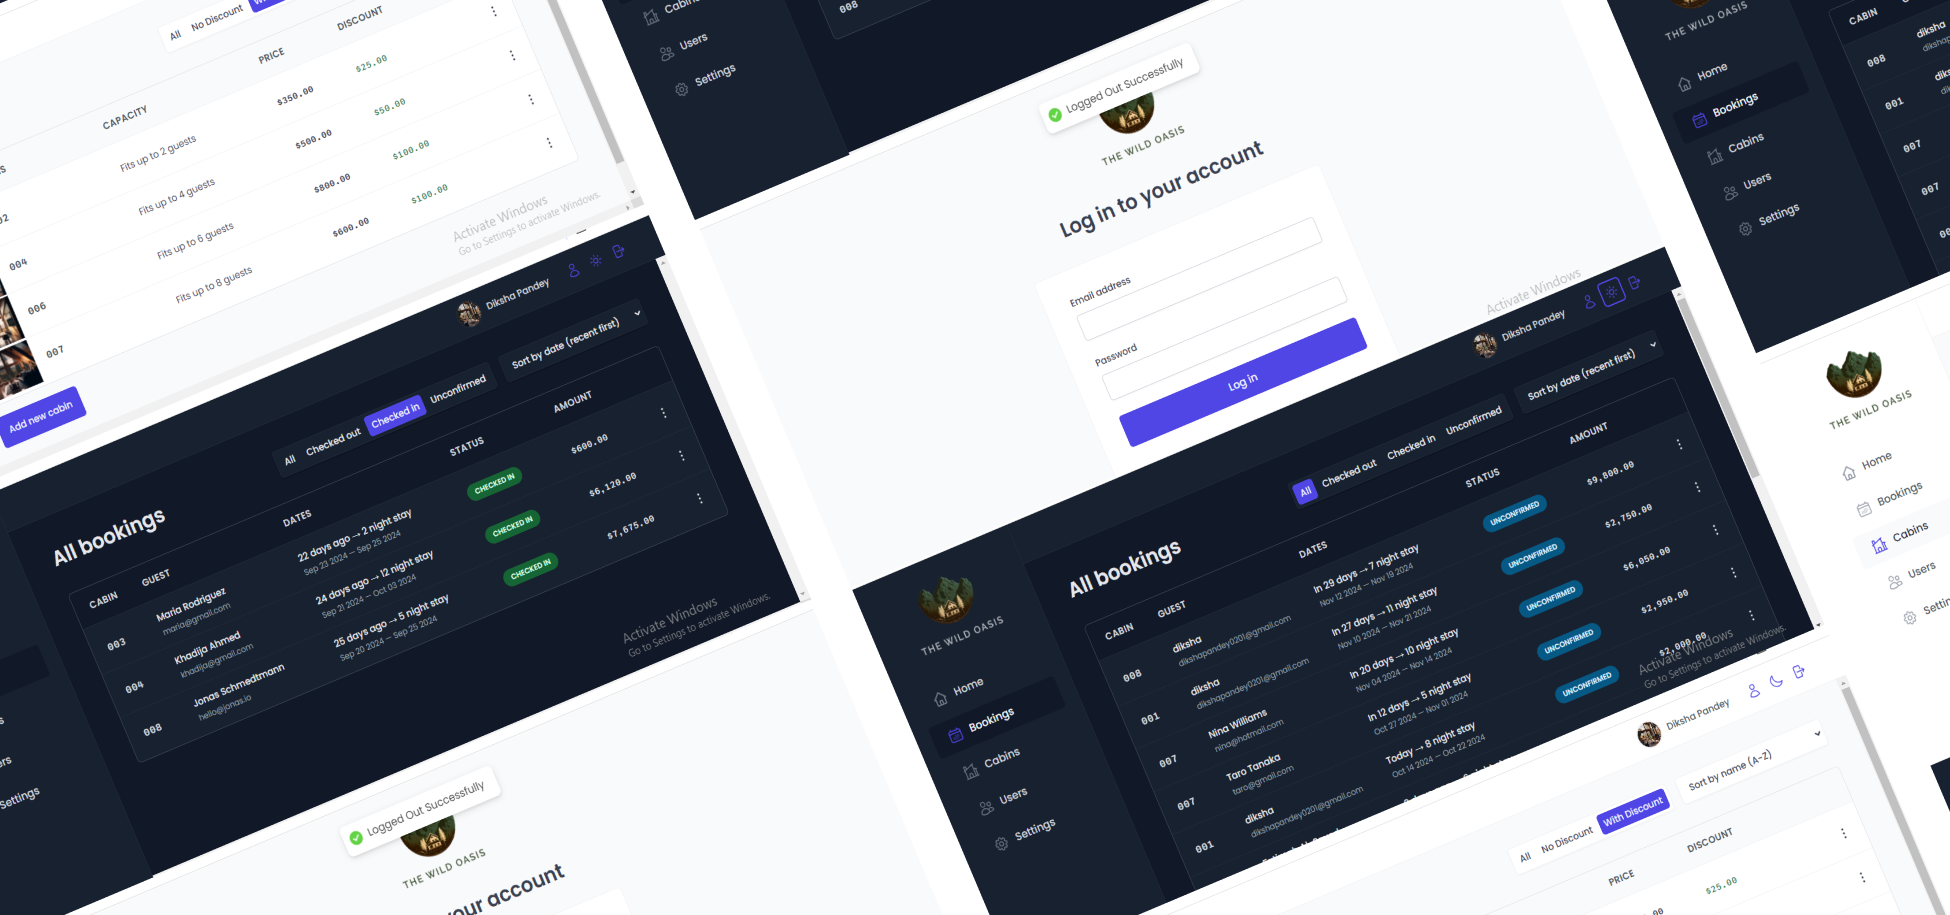 All No Discount
CAPACITY PRICE DISCOUNT
Fits up to 2 guests $350.00 $25.00
004 Fits up to 4 guests $500.00 $50.00
006 Fits up to 6 guests $800.00 $100.00
007 Fits up to 8 guests $600.00 $100.00
Add new cabin
Activate Windows
Go to Settings to activate Windows.
Diksha Pandey
All Checked out Checked in Unconfirmed
Sort by date (recent first)
All bookings
CABIN GUEST DATES STATUS AMOUNT
003 Maria Rodriguez 22 days ago → 2 night stay CHECKED IN $600.00
maria@gmail.com Sep 23 2024 — Sep 25 2024
004 Khadija Ahmed 24 days ago → 12 night stay CHECKED IN $6,120.00
khadija@gmail.com Sep 21 2024 — Oct 03 2024
008 Jonas Schmedtmann 25 days ago → 5 night stay CHECKED IN $7,675.00
hello@jonas.io Sep 20 2024 — Sep 25 2024
Activate Windows
Go to Settings to activate Windows.
Settings
Logged Out Successfully
THE WILD OASIS
your account
008
Users
Settings
Logged Out Successfully
THE WILD OASIS
Log in to your account
Email address
Password
Log in
Activate Windows
Diksha Pandey
All Checked out Checked in Unconfirmed
Sort by date (recent first)
THE WILD OASIS
Home
Bookings
Cabins
Users
Settings
All bookings
CABIN GUEST DATES STATUS AMOUNT
008 diksha In 29 days → 7 night stay UNCONFIRMED $9,800.00
dikshapandey0201@gmail.com Nov 12 2024 — Nov 19 2024
001 diksha In 27 days → 11 night stay UNCONFIRMED $2,750.00
dikshapandey0201@gmail.com Nov 10 2024 — Nov 21 2024
007 Nina Williams In 20 days → 10 night stay UNCONFIRMED $6,050.00
nina@hotmail.com Nov 04 2024 — Nov 14 2024
007 Taro Tanaka In 12 days → 5 night stay UNCONFIRMED $2,950.00
taro@gmail.com Oct 27 2024 — Nov 01 2024
001 diksha Today → 8 night stay UNCONFIRMED $2,000.00
dikshapandey0201@gmail.com Oct 14 2024 — Oct 22 2024
Activate Windows
Go to Settings to activate Windows.
Diksha Pandey
All No Discount With Discount
Sort by name (A-Z)
PRICE DISCOUNT
$25.00
THE WILD OASIS
Home
Bookings
Cabins
Users
Settings
CABIN
008 diksha
001
007
007
THE WILD OASIS
Home
Bookings
Cabins
Users